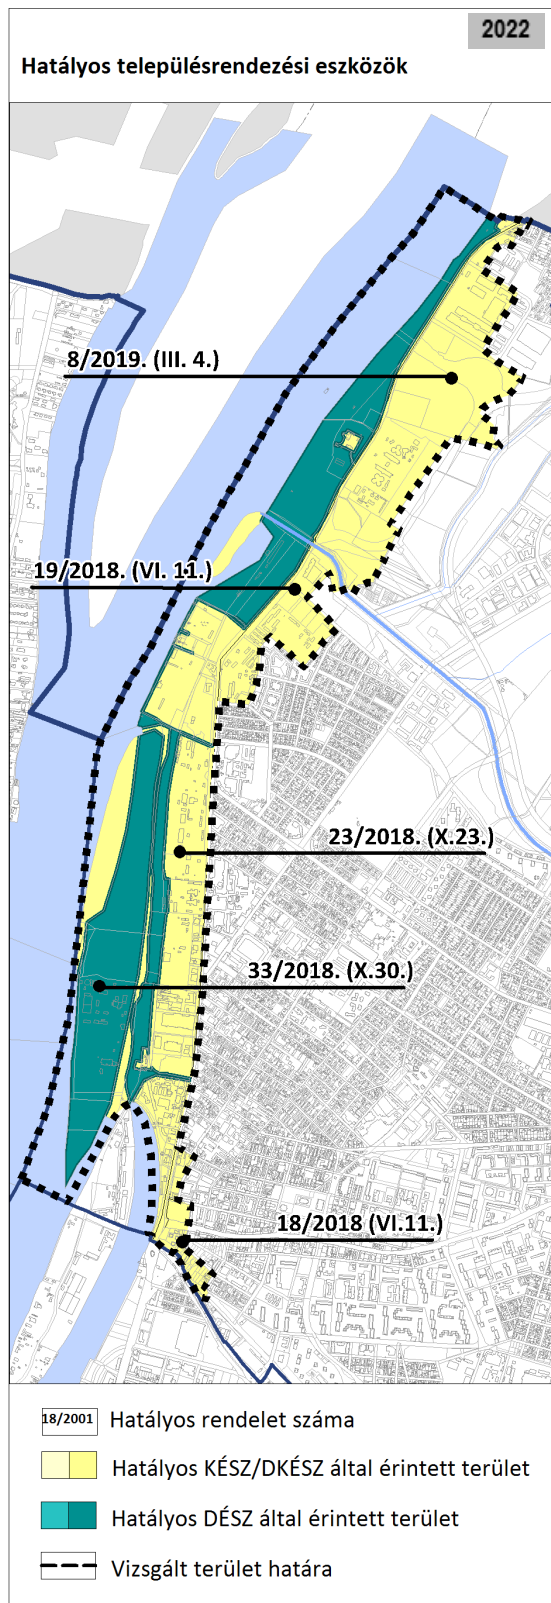 2022
Hatályos településrendezési eszközök
8/2019. (III. 4.)
19/2018. (VI. 11.)
23/2018. (X.23.)
33/2018. (X.30.)
18/2018 (VI.11.)
18/2001 Hatályos rendelet száma
Hatályos KÉSZ/DKÉSZ által érintett terület
Hatályos DÉSZ által érintett terület
Vizsgált terület határa